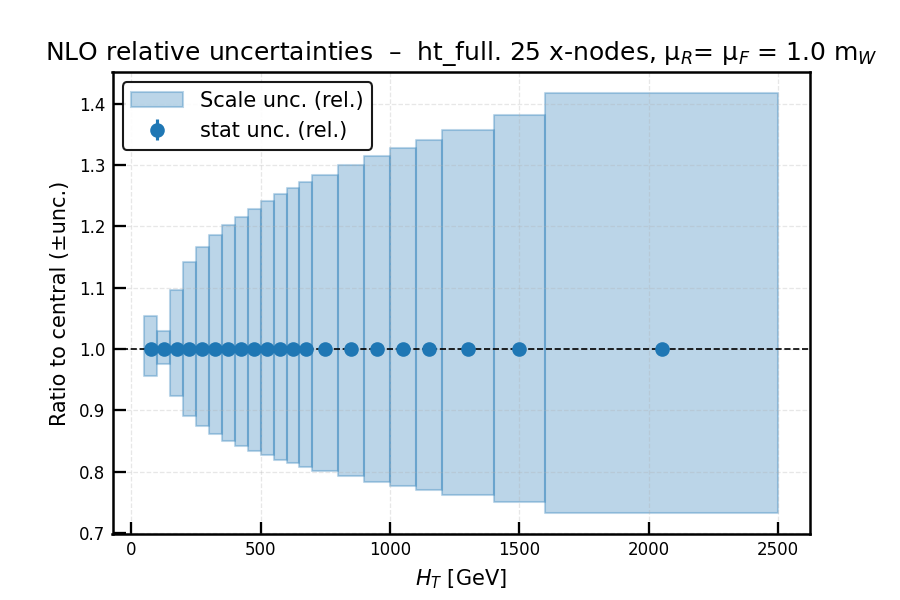 NLO relative uncertainties – ht_full. 25 x-nodes, μR= μF = 1.0 mW
Scale unc. (rel.)
stat unc. (rel.)
Ratio to central (±unc.)
1.4
1.3
1.2
1.1
1.0
0.9
0.8
0.7
0 500 1000 1500 2000 2500
HT [GeV]